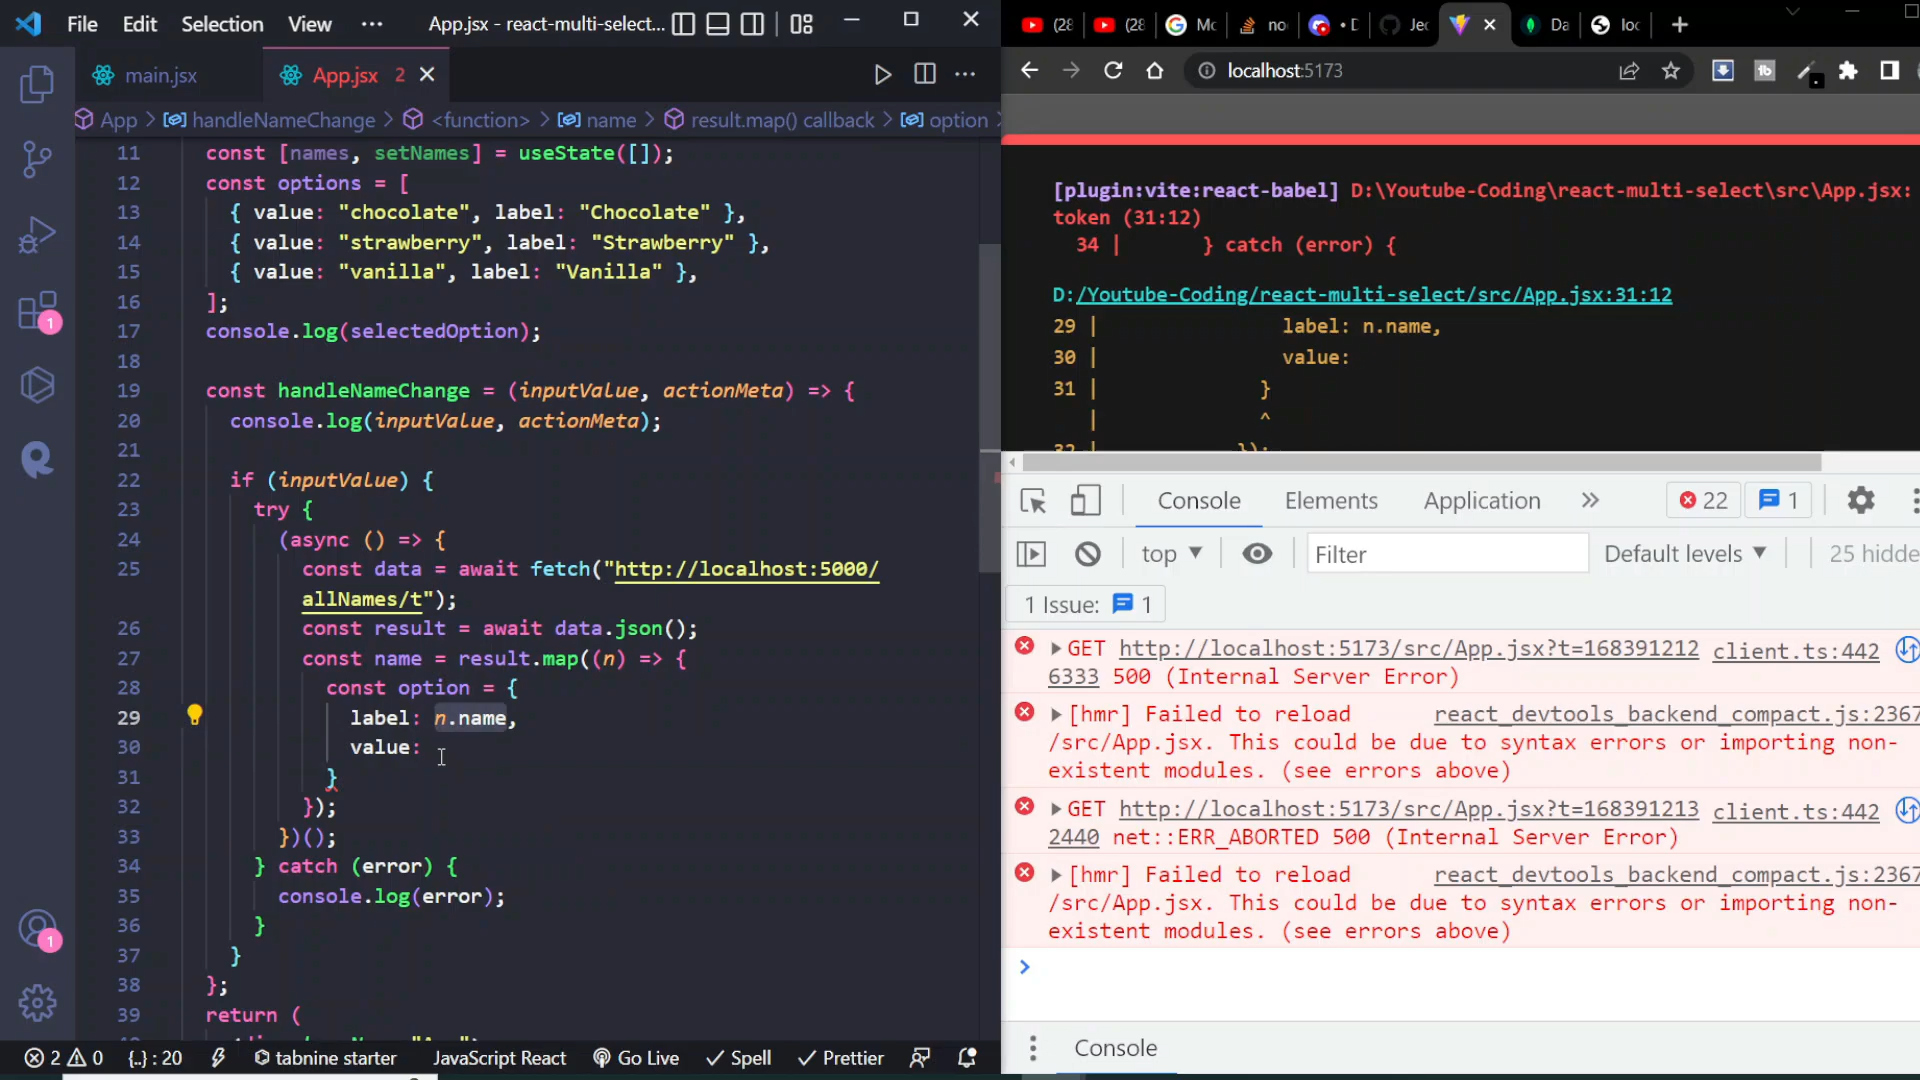 File Edit Selection View ··· App.jsx - react-multi-select...
main.jsx App.jsx 2
App > handleNameChange > <function> > name > result.map() callback > option
11 const [names, setNames] = useState([]);
12 const options = [
13 { value: "chocolate", label: "Chocolate" },
14 { value: "strawberry", label: "Strawberry" },
15 { value: "vanilla", label: "Vanilla" },
16 ];
17 console.log(selectedOption);
18
19 const handleNameChange = (inputValue, actionMeta) => {
20 console.log(inputValue, actionMeta);
21
22 if (inputValue) {
23 try {
24 (async () => {
25 const data = await fetch("http://localhost:5000/
allNames/t");
26 const result = await data.json();
27 const name = result.map((n) => {
28 const option = {
29 label: n.name,
30 value:
31 }
32 });
33 })();
34 } catch (error) {
35 console.log(error);
36 }
37 }
38 };
39 return (
1
1
2 0 {..} : 20 tabnine starter JavaScript React Go Live Spell Prettier
(28 (28 Mc no • D Jec Da loc
localhost:5173
[plugin:vite:react-babel] D:\Youtube-Coding\react-multi-select\src\App.jsx:
token (31:12)
34 | } catch (error) {
D:/Youtube-Coding/react-multi-select/src/App.jsx:31:12
29 | label: n.name,
30 | value:
31 | }
| ^
32 | });
Console Elements Application » 22 1
top Filter Default levels 25 hidde
1 Issue: 1
GET http://localhost:5173/src/App.jsx?t=168391212 client.ts:442
6333 500 (Internal Server Error)
[hmr] Failed to reload react_devtools_backend_compact.js:2367
/src/App.jsx. This could be due to syntax errors or importing non-
existent modules. (see errors above)
GET http://localhost:5173/src/App.jsx?t=168391213 client.ts:442
2440 net::ERR_ABORTED 500 (Internal Server Error)
[hmr] Failed to reload react_devtools_backend_compact.js:2367
/src/App.jsx. This could be due to syntax errors or importing non-
existent modules. (see errors above)
>
Console